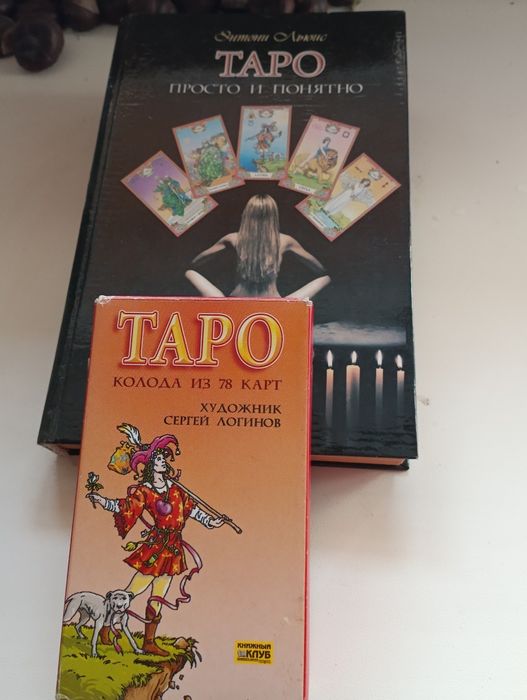 Энтони Льюис
ТАРО
ПРОСТО И ПОНЯТНО
ТАРО
КОЛОДА ИЗ 78 КАРТ
ХУДОЖНИК
СЕРГЕЙ ЛОГИНОВ
КНИЖНЫЙ
КЛУБ